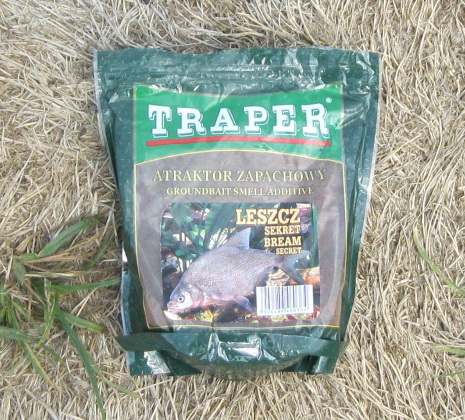 TRAPER
ATRAKTOR ZAPACHOWY
GROUNDBAIT SMELL ADDITIVE
LESZCZ
SEKRET
BREAM
SECRET